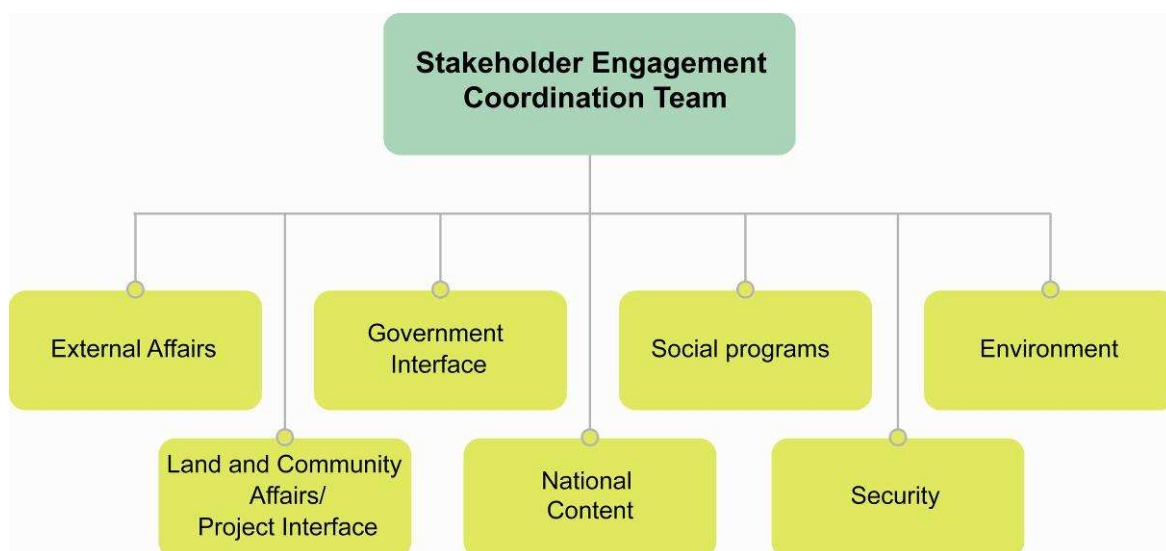 Stakeholder Engagement
Coordination Team
External Affairs
Government
Interface
Social programs
Environment
Land and Community
Affairs/
Project Interface
National
Content
Security